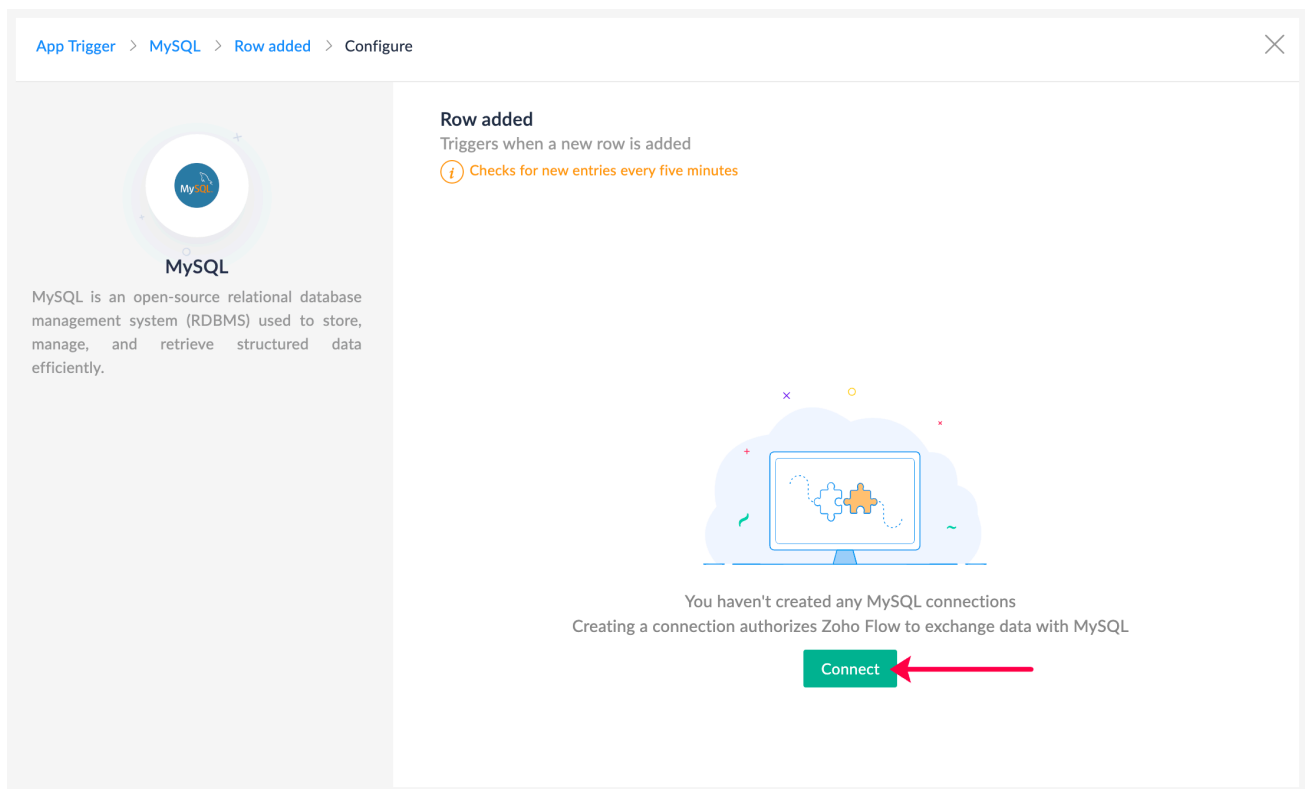 App Trigger > MySQL > Row added > Configure
MySQL
MySQL
MySQL is an open-source relational database
management system (RDBMS) used to store,
manage, and retrieve structured data
efficiently.
Row added
Triggers when a new row is added
i Checks for new entries every five minutes
You haven't created any MySQL connections
Creating a connection authorizes Zoho Flow to exchange data with MySQL
Connect